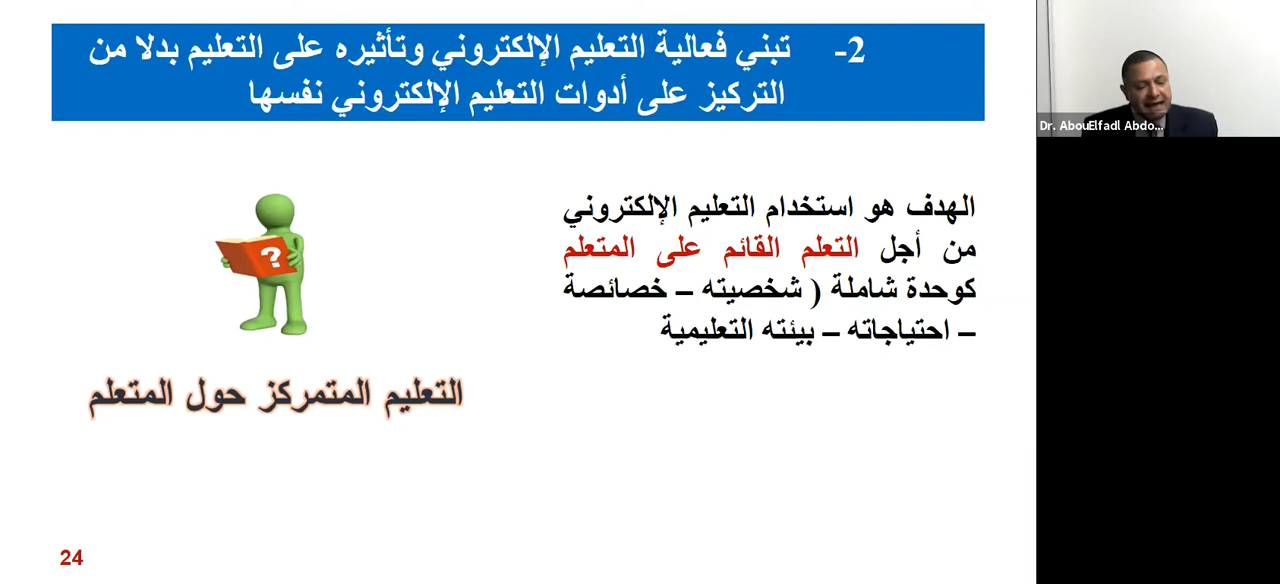 2- تبني فعالية التعليم الإلكتروني وتأثيره على التعليم بدلا من
التركيز على أدوات التعليم الإلكتروني نفسها
Dr. AbouElfadl Abdo...
الهدف هو استخدام التعليم الإلكتروني
من أجل التعلم القائم على المتعلم
كوحدة شاملة ( شخصيته – خصائصة
– احتياجاته – بيئته التعليمية
?
التعليم المتمركز حول المتعلم
24